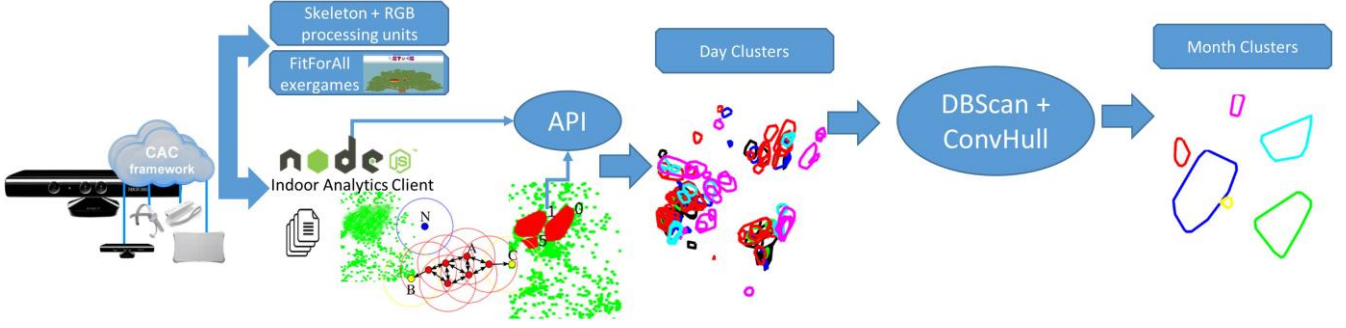 Skeleton + RGB
processing units
FitForAll
exergames
CAC
framework
node
JS
™
Indoor Analytics Client
N
A
B
C
1
0
5
API
Day Clusters
DBScan +
ConvHull
Month Clusters